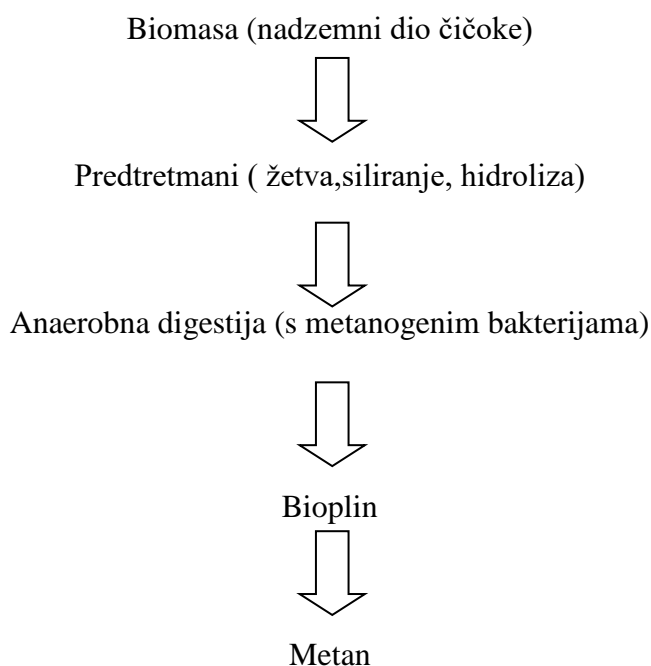 Biomasa (nadzemni dio čičoke)
Predtretmani ( žetva,siliranje, hidroliza)
Anaerobna digestija (s metanogenim bakterijama)
Bioplin
Metan